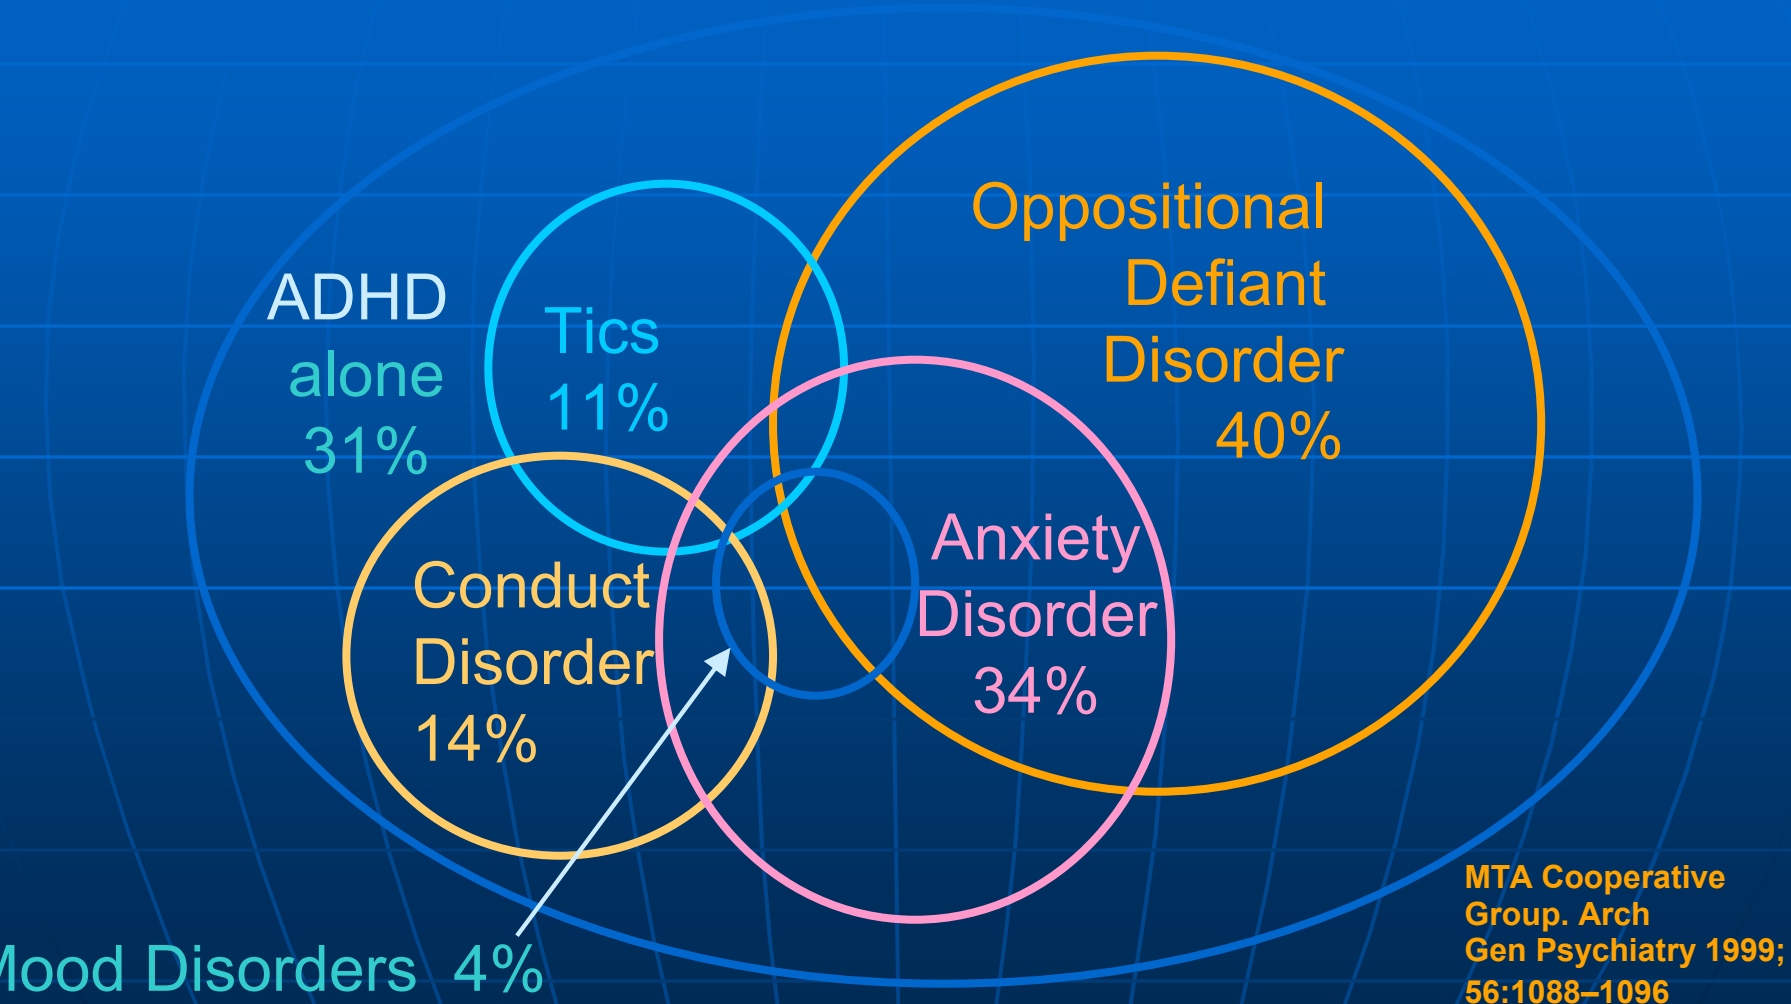 ADHD
alone
31%
Tics
11%
Oppositional
Defiant
Disorder
40%
Conduct
Disorder
14%
Anxiety
Disorder
34%
Mood Disorders 4%
MTA Cooperative
Group. Arch
Gen Psychiatry 1999;
56:1088–1096